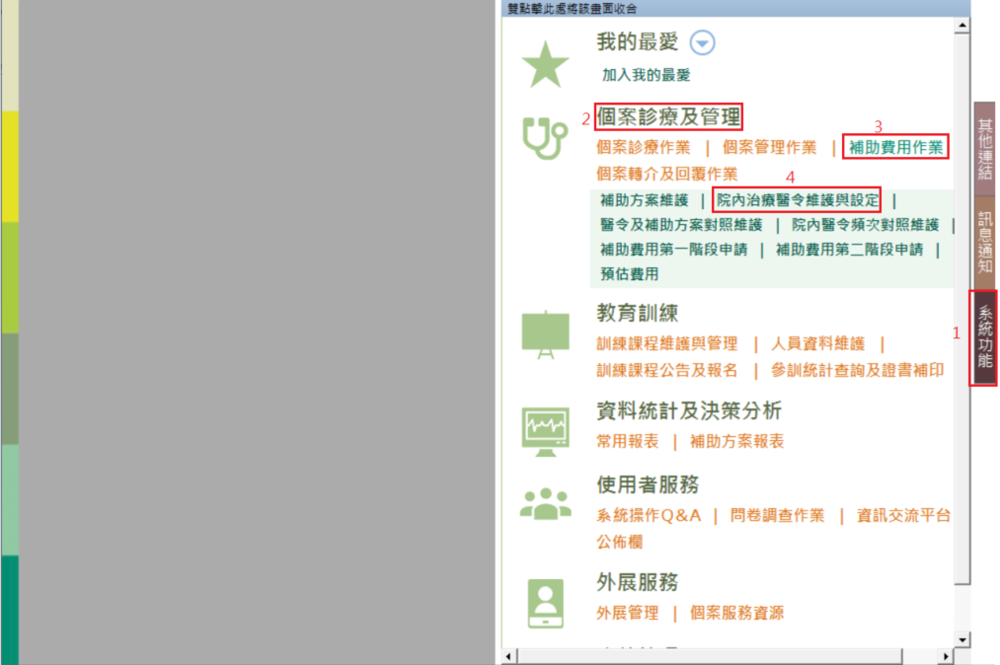 雙點擊此處將該畫面收合
我的最愛
加入我的最愛
2 個案診療及管理
3
個案診療作業 | 個案管理作業 | 補助費用作業
個案轉介及回覆作業
4
補助方案維護 | 院內治療醫令維護與設定 |
醫令及補助方案對照維護 | 院內醫令頻次對照維護 |
補助費用第一階段申請 | 補助費用第二階段申請 |
預估費用
教育訓練
訓練課程維護與管理 | 人員資料維護 |
訓練課程公告及報名 | 參訓統計查詢及證書補印
資料統計及決策分析
常用報表 | 補助方案報表
使用者服務
系統操作Q&A | 問卷調查作業 | 資訊交流平台
公佈欄
外展服務
外展管理 | 個案服務資源
其他連結
訊息通知
1
系統功能